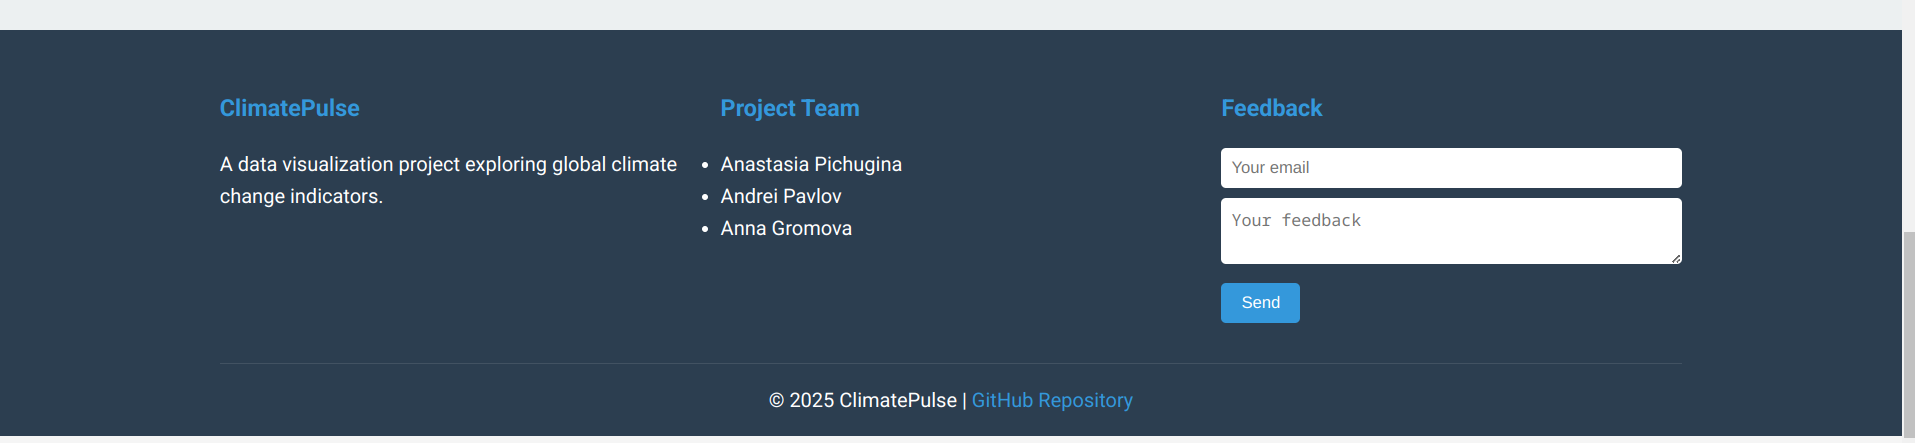 ClimatePulse
A data visualization project exploring global climate
change indicators.
Project Team
• Anastasia Pichugina
• Andrei Pavlov
• Anna Gromova
Feedback
Your email
Your feedback
Send
© 2025 ClimatePulse | GitHub Repository